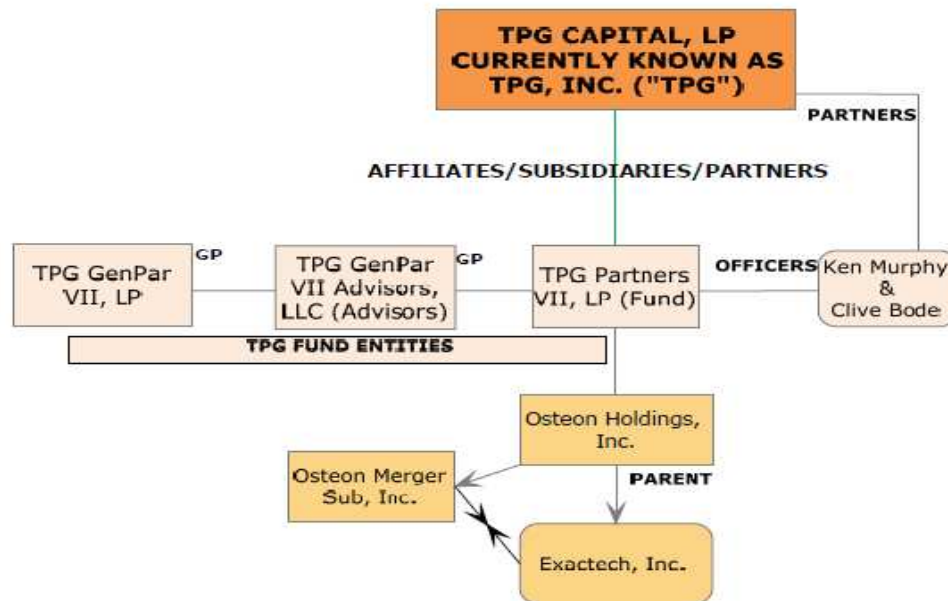 TPG CAPITAL, LP
CURRENTLY KNOWN AS
TPG, INC. ("TPG")
PARTNERS
AFFILIATES/SUBSIDIARIES/PARTNERS
TPG GenPar
VII, LP
GP
TPG GenPar
VII Advisors,
LLC (Advisors)
GP
TPG Partners
VII, LP (Fund)
OFFICERS
Ken Murphy
&
Clive Bode
TPG FUND ENTITIES
Osteon Holdings,
Inc.
Osteon Merger
Sub, Inc.
PARENT
Exactech, Inc.